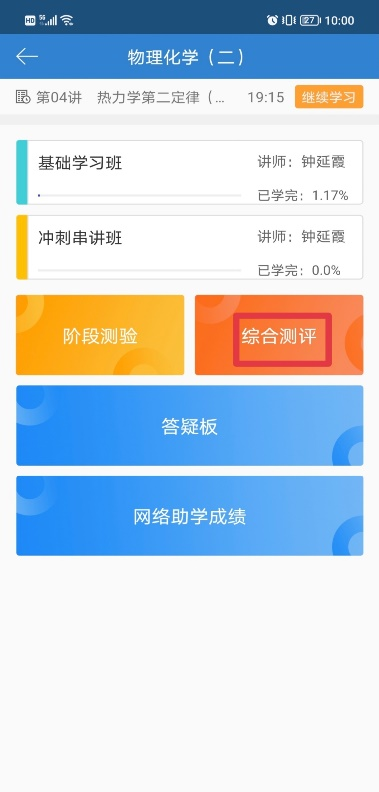 HD 5G 27 10:00
物理化学（二）
第04讲 热力学第二定律（... 19:15 继续学习
基础学习班 讲师：钟延霞
已学完：1.17%
冲刺串讲班 讲师：钟延霞
已学完：0.0%
阶段测验 综合测评
答疑板
网络助学成绩